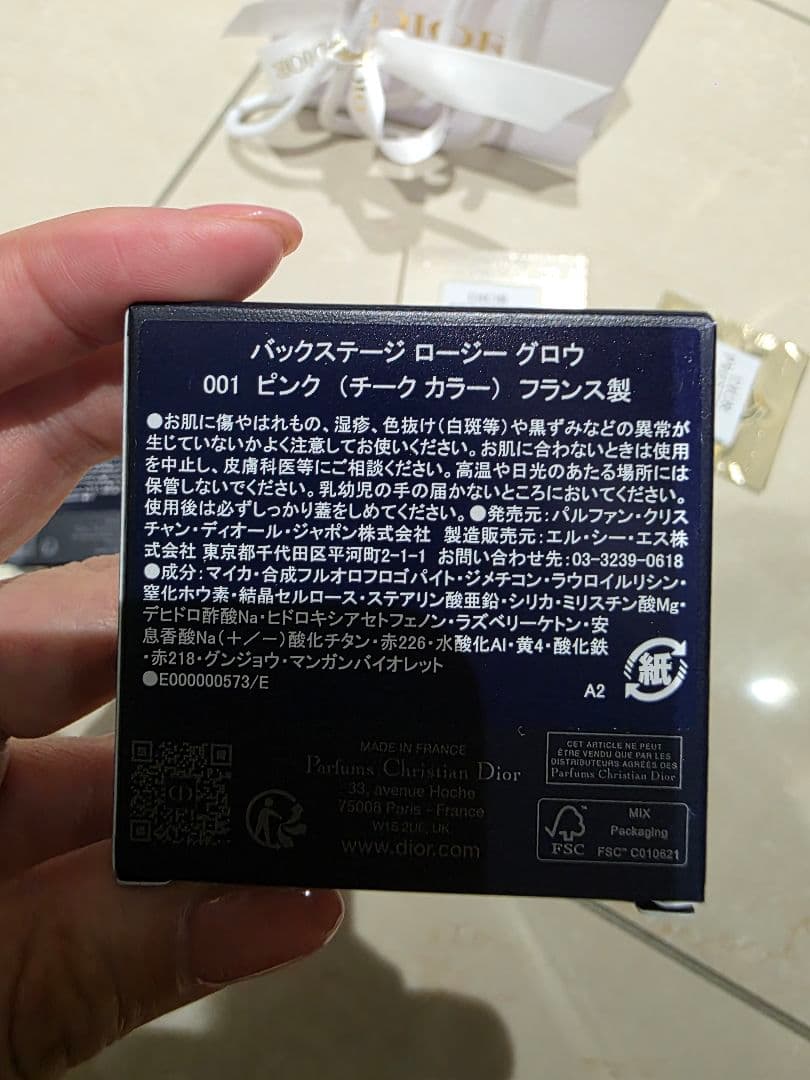 DIOR
バックステージ ロージー グロウ
001 ピンク (チーク カラー) フランス製
●お肌に傷やはれもの、湿疹、色抜け(白斑等)や黒ずみなどの異常が
生じていないかよく注意してお使いください。お肌に合わないときは使用
を中止し、皮膚科医等にご相談ください。高温や日光のあたる場所には
保管しないでください。乳幼児の手の届かないところにおいてください。
使用後は必ずしっかり蓋をしめてください。●発売元:パルファン・クリス
チャン・ディオール・ジャポン株式会社 製造販売元:エル・シー・エス株
式会社 東京都千代田区平河町2-1-1 お問い合わせ先:03-3239-0618
●成分:マイカ・合成フルオロフロゴパイト・ジメチコン・ラウロイルリシン・
窒化ホウ素・結晶セルロース・ステアリン酸亜鉛・シリカ・ミリスチン酸Mg・
デヒドロ酢酸Na・ヒドロキシアセトフェノン・ラズベリーケトン・安
息香酸Na(+/-)酸化チタン・赤226・水酸化Al・黄4・酸化鉄
・赤218・グンジョウ・マンガンバイオレット
●E000000573/E
A2
紙
MADE IN FRANCE
Parfums Christian Dior
33, avenue Hoche
75008 Paris - France
W1S 2UE, UK
www.dior.com
CET ARTICLE NE PEUT
ÊTRE VENDU QUE PAR LES
DISTRIBUTEURS AGRÉÉS DES
Parfums Christian Dior
FSC
MIX
Packaging
FSC™ C010621